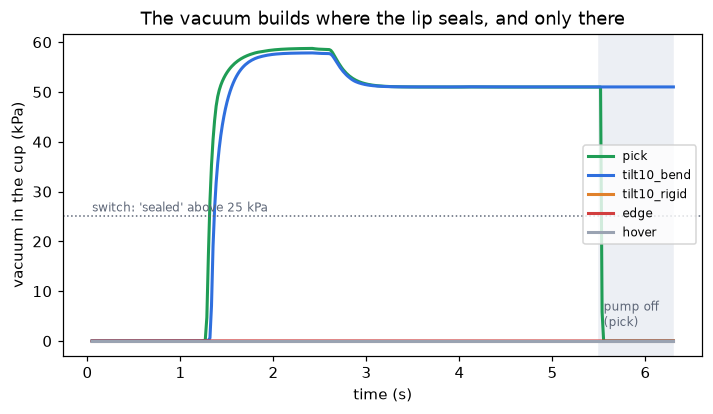 The vacuum builds where the lip seals, and only there
vacuum in the cup (kPa)
60
50
40
30
20
10
0
switch: 'sealed' above 25 kPa
pick
tilt10_bend
tilt10_rigid
edge
hover
pump off
(pick)
0
1
2
3
4
5
6
time (s)